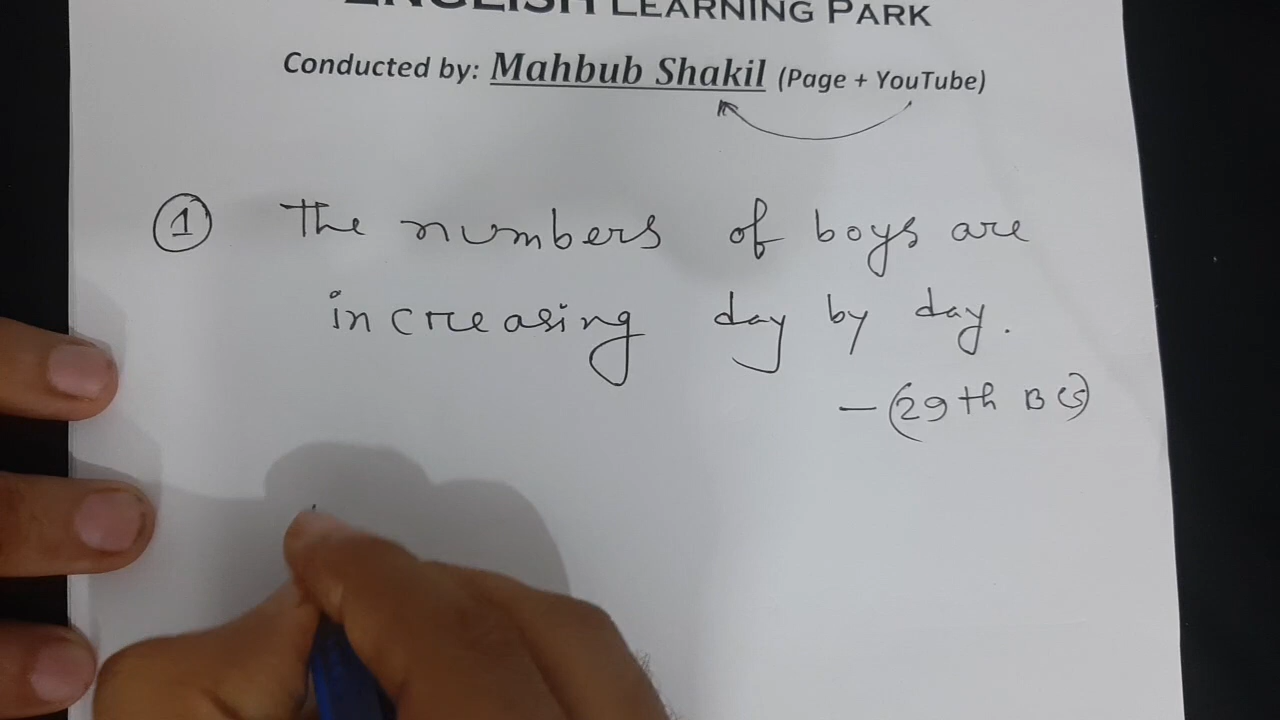 ENGLISH LEARNING PARK
Conducted by: Mahbub Shakil (Page + YouTube)
① The numbers of boys are
increasing day by day.
- (29th BCS)